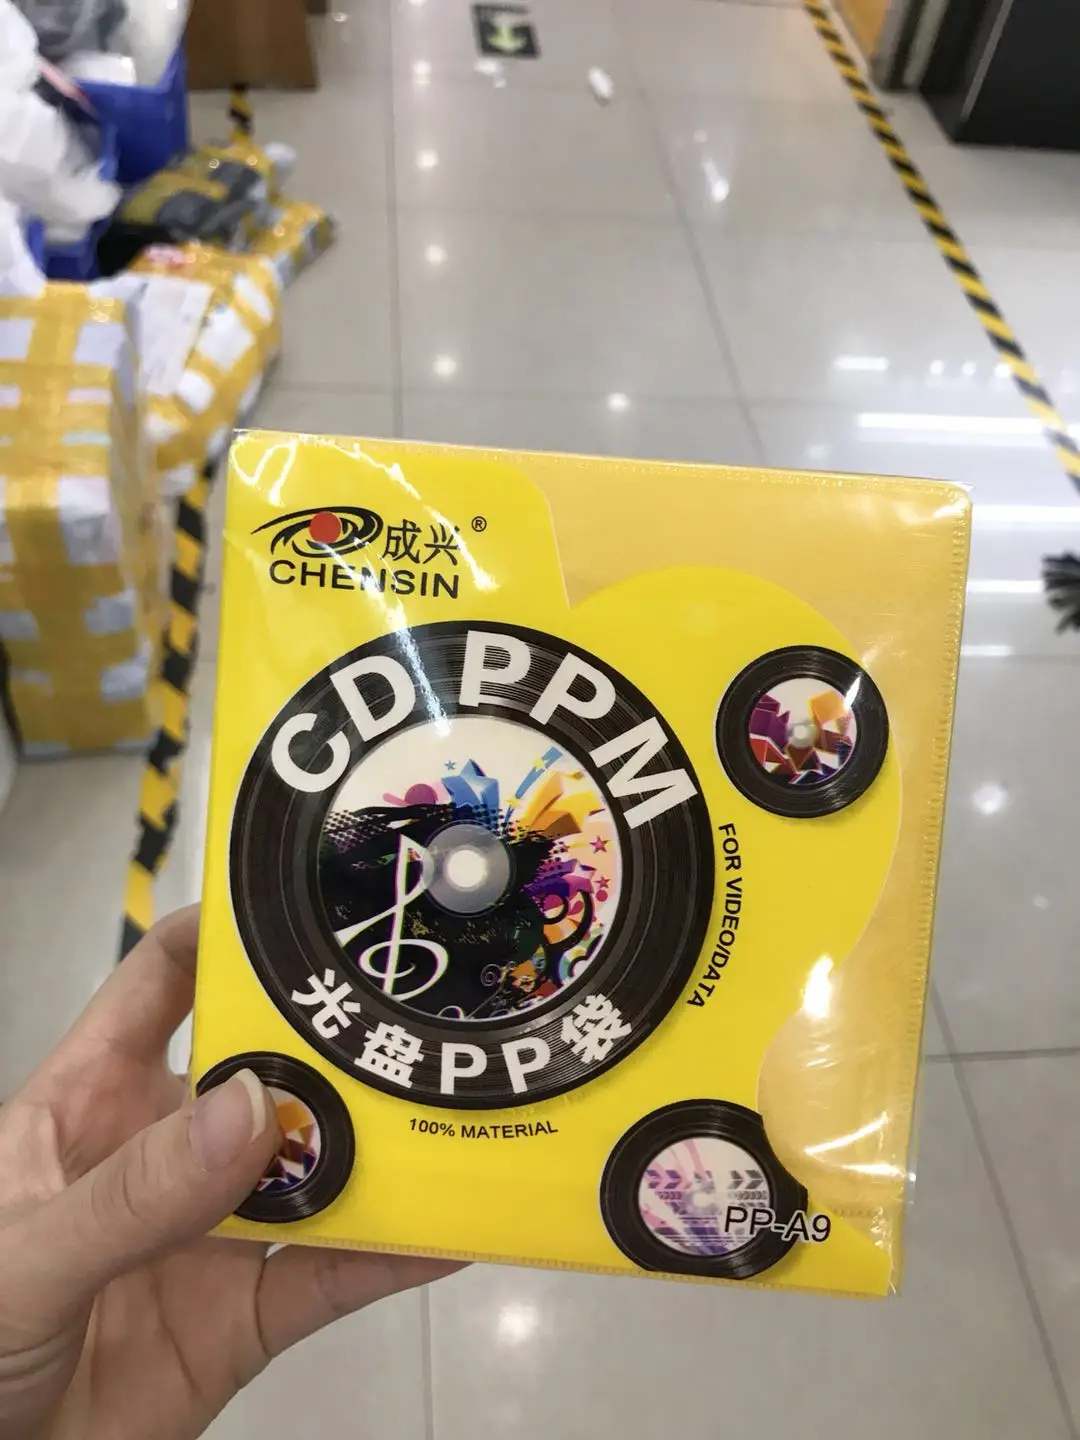 成兴®
CHENSIN
CD PPM
光盘PP袋
FOR VIDEO/DATA
100% MATERIAL
PP-A9